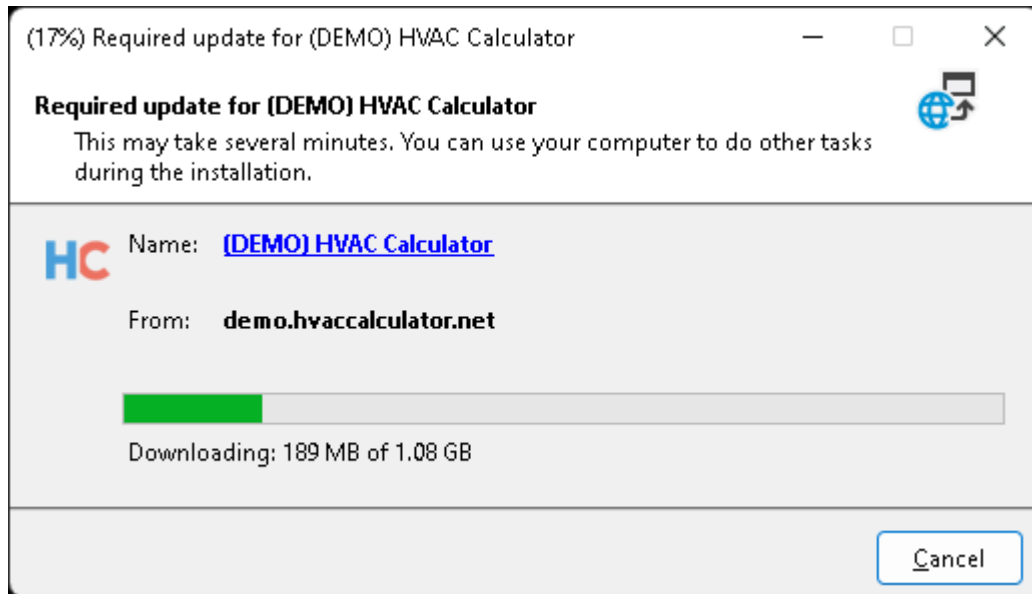 (17%) Required update for (DEMO) HVAC Calculator
Required update for (DEMO) HVAC Calculator
This may take several minutes. You can use your computer to do other tasks
during the installation.
HC
Name: (DEMO) HVAC Calculator
From: demo.hvaccalculator.net
Downloading: 189 MB of 1.08 GB
Cancel